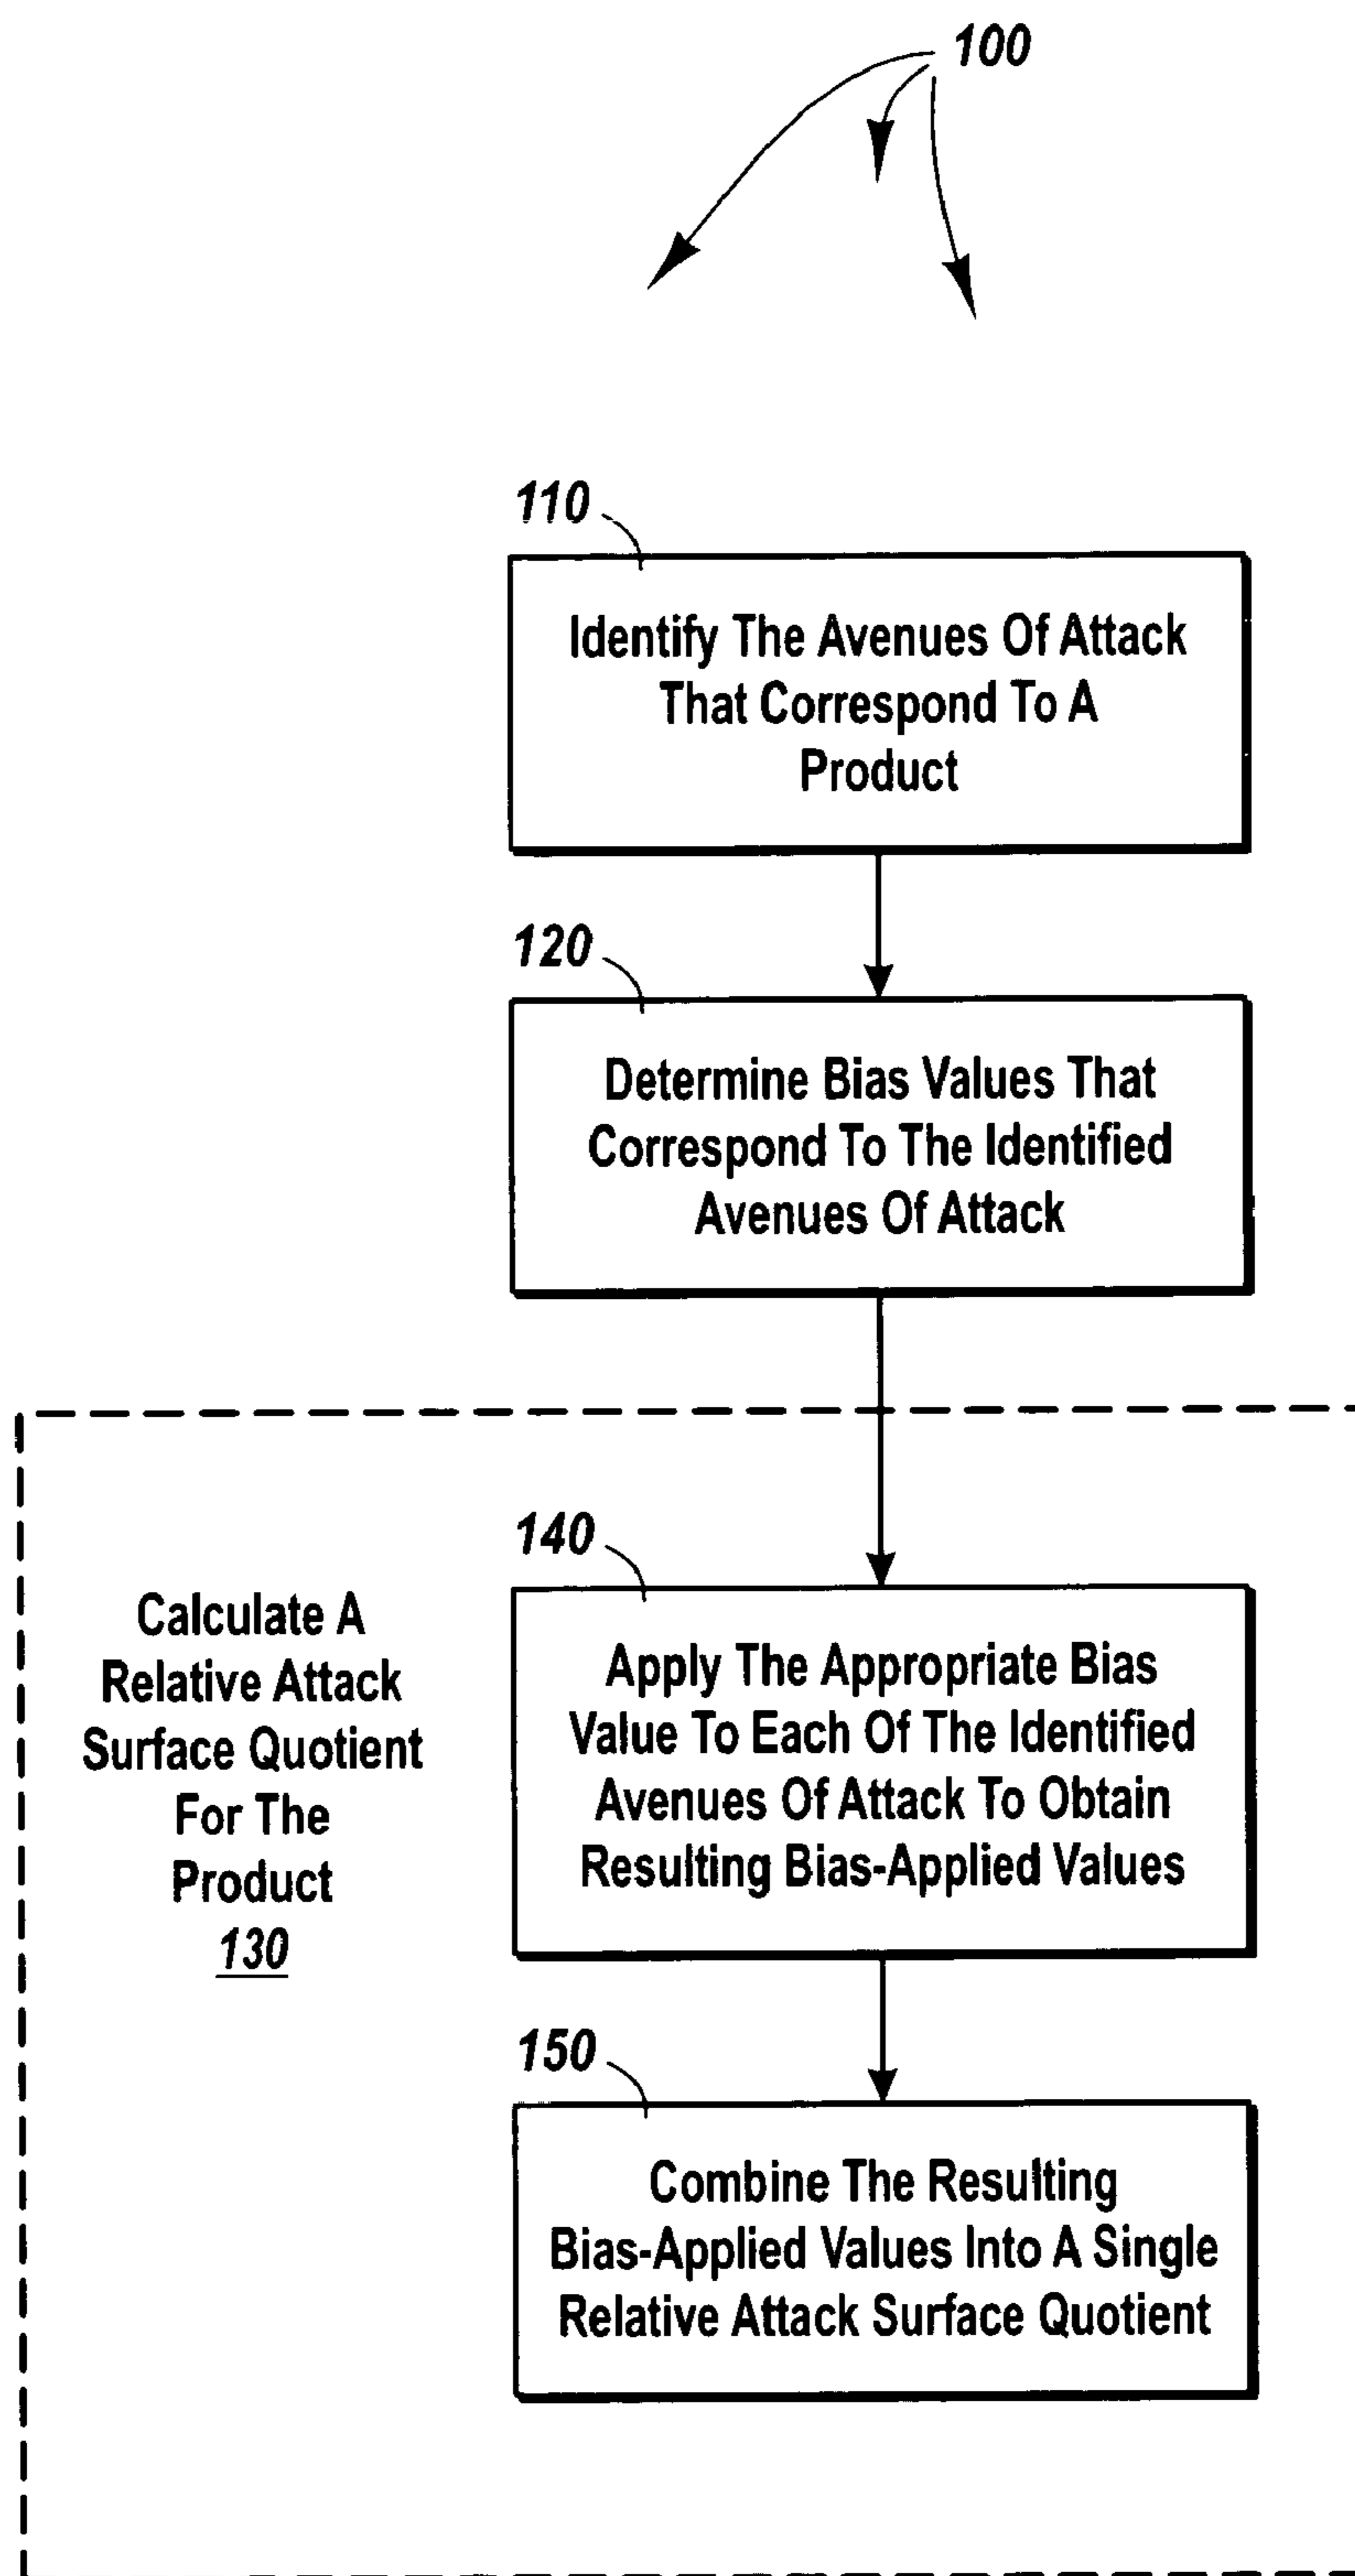 100
110
Identify The Avenues Of Attack
That Correspond To A
Product
120
Determine Bias Values That
Correspond To The Identified
Avenues Of Attack
Calculate A
Relative Attack
Surface Quotient
For The
Product
130
140
Apply The Appropriate Bias
Value To Each Of The Identified
Avenues Of Attack To Obtain
Resulting Bias-Applied Values
150
Combine The Resulting
Bias-Applied Values Into A Single
Relative Attack Surface Quotient